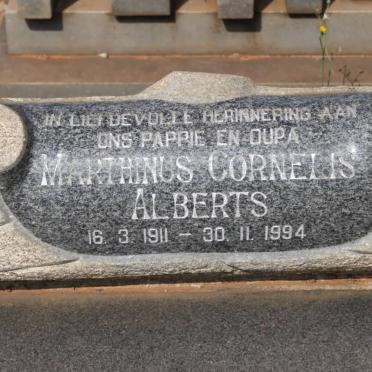 IN LIEFDEVOLLE HERINNERING AAN
ONS PAPPIE EN OUPA
MARTHINUS CORNELIS
ALBERTS
16. 3. 1911 – 30. 11. 1994